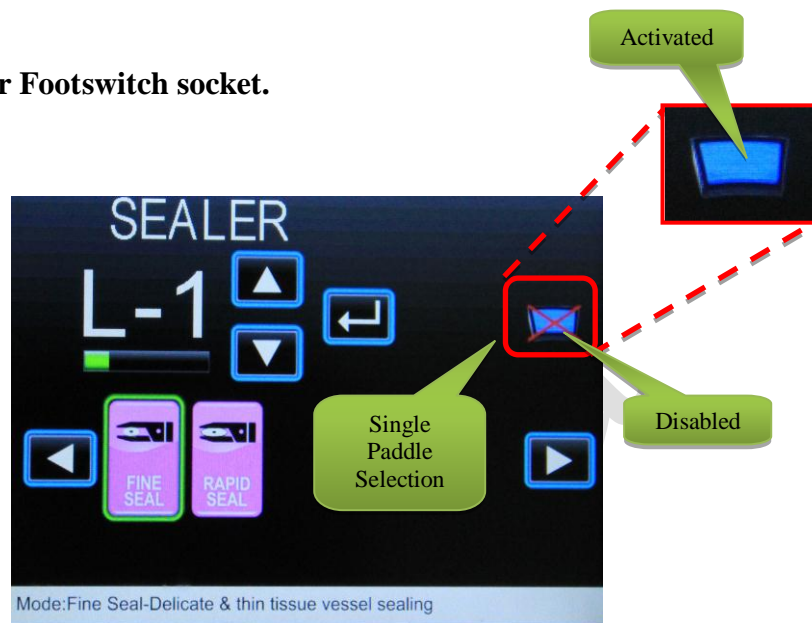 Activated
r Footswitch socket.
SEALER
L-1
Single
Paddle
Selection
Disabled
FINE
SEAL
RAPID
SEAL
Mode:Fine Seal-Delicate & thin tissue vessel sealing